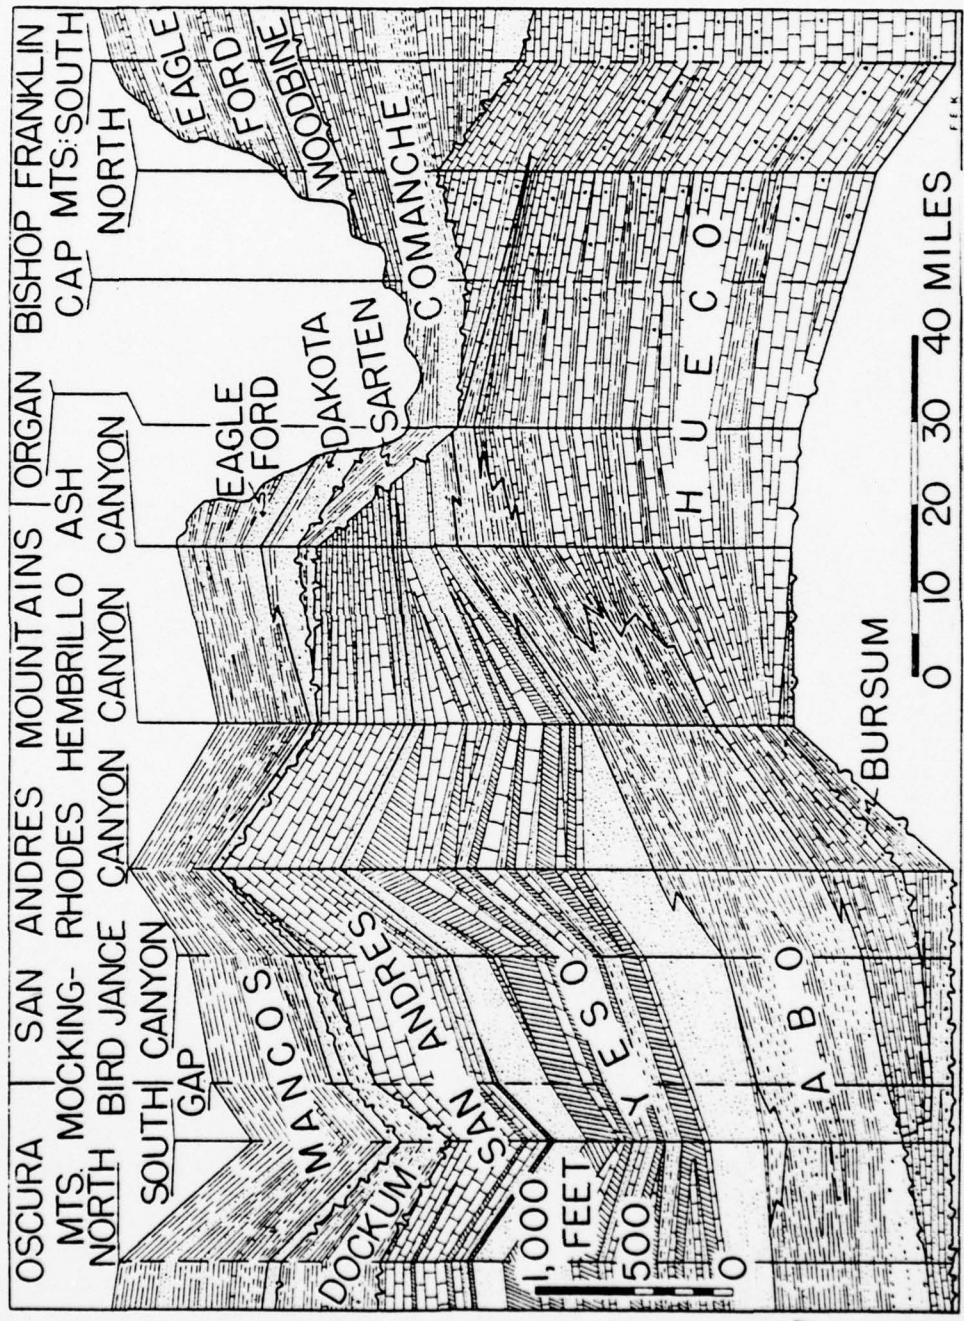 OSCURA SAN ANDRES MOUNTAINS ORGAN BISHOP FRANKLIN
MTS. MOCKING- RHODES HEMBRILLO ASH CAP MTS:SOUTH
NORTH BIRD JANCE CANYON CANYON CANYON NORTH
SOUTH CANYON
GAP
EAGLE
FORD
WOODBINE
EAGLE
FORD
DAKOTA
SARTEN
COMANCHE
MANCOS
DOCKUM
SAN ANDRES
YESO
ABO
HUECO
BURSUM
1,000
FEET
500
0
0 10 20 30 40 MILES
F E K